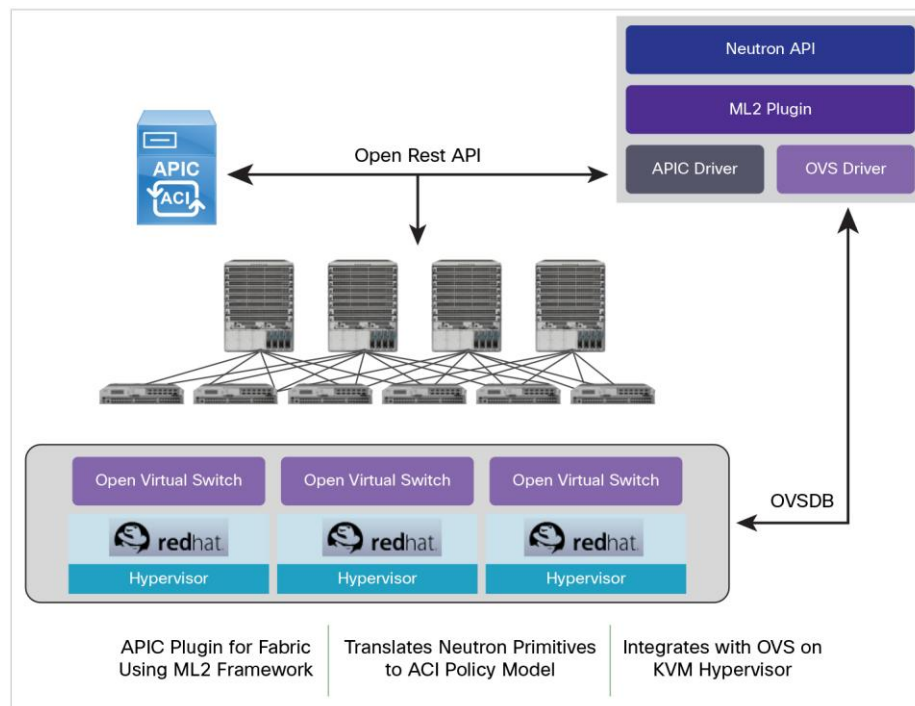 Neutron API
ML2 Plugin
APIC Driver
OVS Driver
Open Rest API
APIC
ACI
Open Virtual Switch
Open Virtual Switch
Open Virtual Switch
redhat.
redhat.
redhat.
Hypervisor
Hypervisor
Hypervisor
OVSDB
APIC Plugin for Fabric
Using ML2 Framework
Translates Neutron Primitives
to ACI Policy Model
Integrates with OVS on
KVM Hypervisor